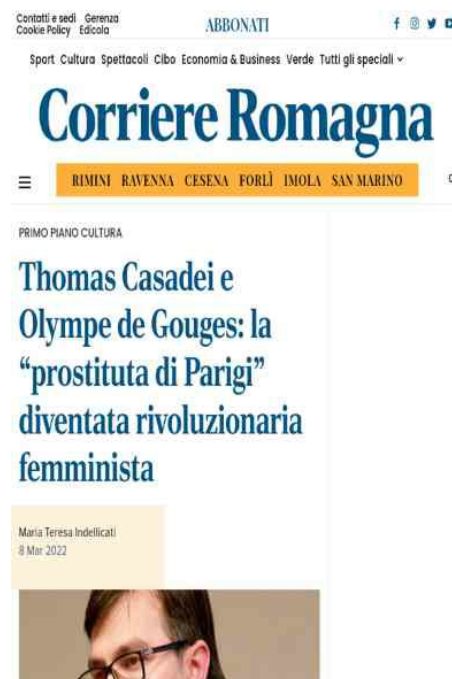 Contatti e sedi Gerenza
Cookie Policy Edicola
ABBONATI
Sport Cultura Spettacoli Cibo Economia & Business Verde Tutti gli speciali
Corriere Romagna
RIMINI RAVENNA CESENA FORLÌ IMOLA SAN MARINO
PRIMO PIANO CULTURA
Thomas Casadei e
Olympe de Gouges: la
“prostituta di Parigi”
diventata rivoluzionaria
femminista
Maria Teresa Indellicati
8 Mar 2022